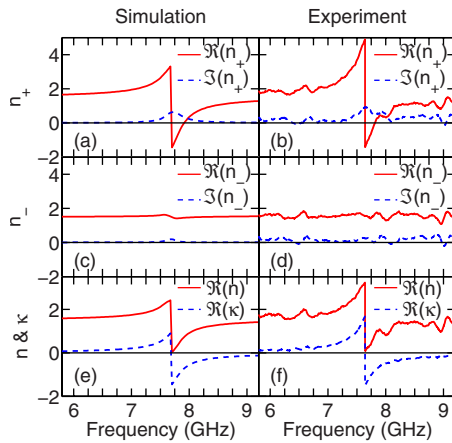 Simulation Experiment
4 2 0 −2
n₊
ℜ(n₊)
ℑ(n₊)
(a)
ℜ(n₊)
ℑ(n₊)
(b)
4 2 0
n₋
ℜ(n₋)
ℑ(n₋)
(c)
ℜ(n₋)
ℑ(n₋)
(d)
−2 2 0 −2
n & κ
ℜ(n)
ℜ(κ)
(e)
ℜ(n)
ℜ(κ)
(f)
6 7 8 9 6 7 8 9
Frequency (GHz) Frequency (GHz)